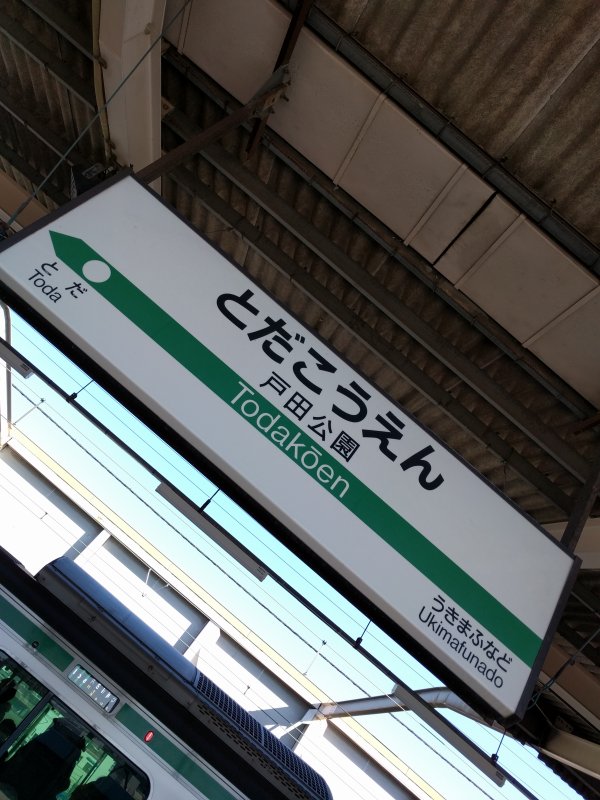 とだこうえん
戸田公園
Todakōen
とだ
Toda
うきまふなど
Ukimafunado